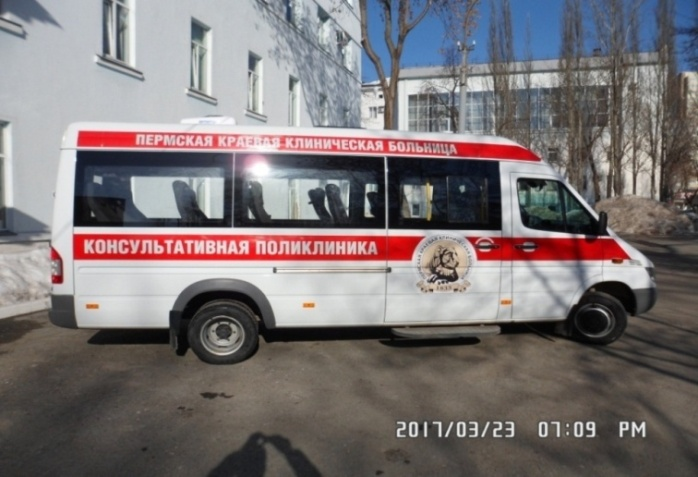 ПЕРМСКАЯ КРАЕВАЯ КЛИНИЧЕСКАЯ БОЛЬНИЦА
КОНСУЛЬТАТИВНАЯ ПОЛИКЛИНИКА
2017/03/23 07:09 PM